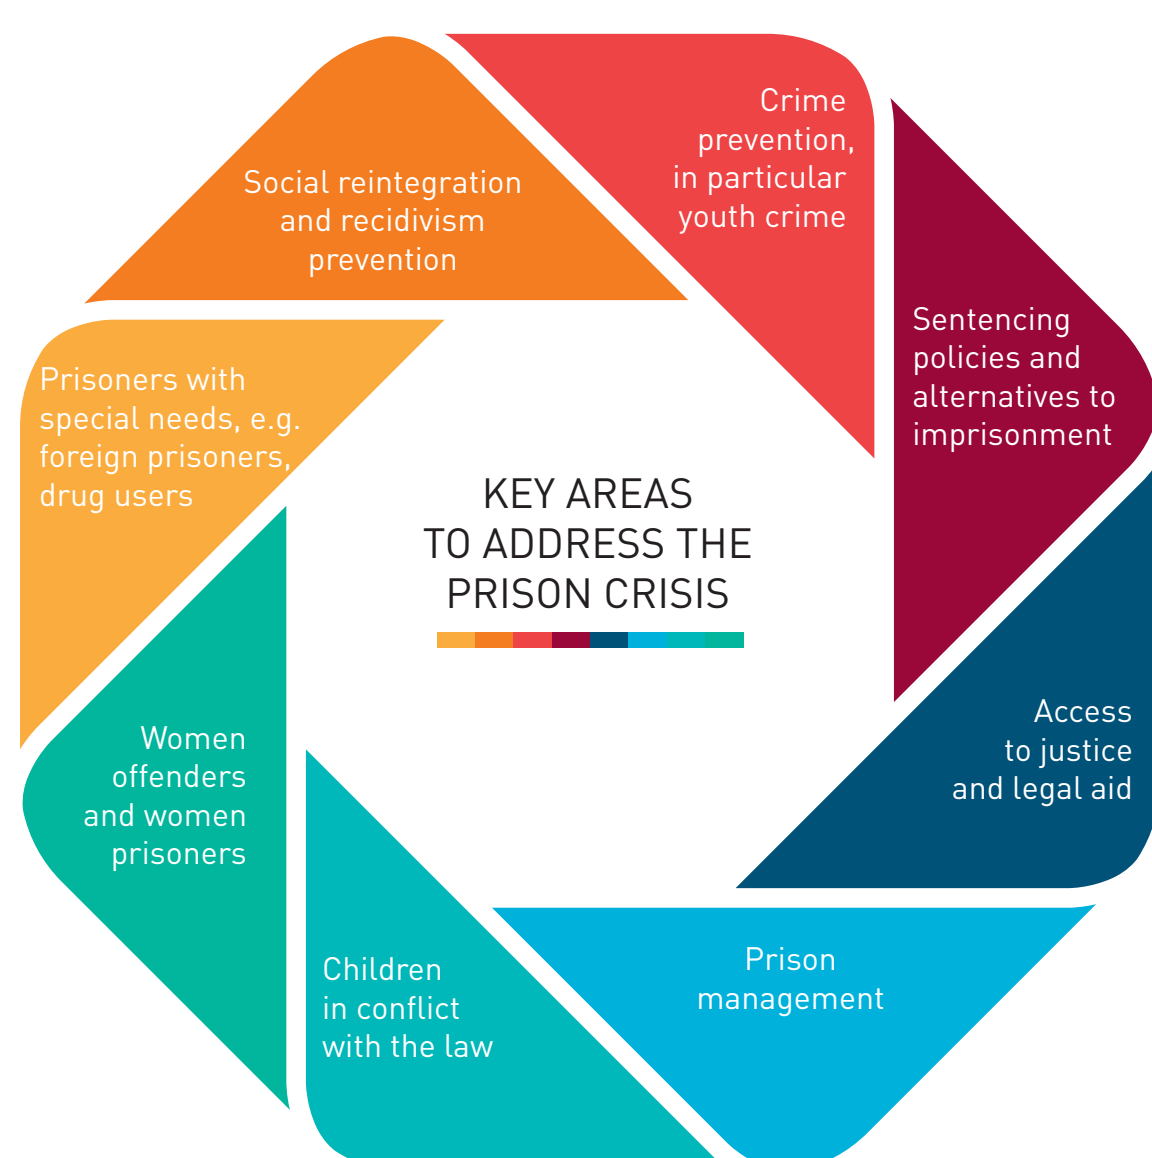 Crime
prevention,
in particular
youth crime
Social reintegration
and recidivism
prevention
Sentencing
policies and
alternatives to
imprisonment
Prisoners with
special needs, e.g.
foreign prisoners,
drug users
KEY AREAS
TO ADDRESS THE
PRISON CRISIS
Access
to justice
and legal aid
Women
offenders
and women
prisoners
Prison
management
Children
in conflict
with the law